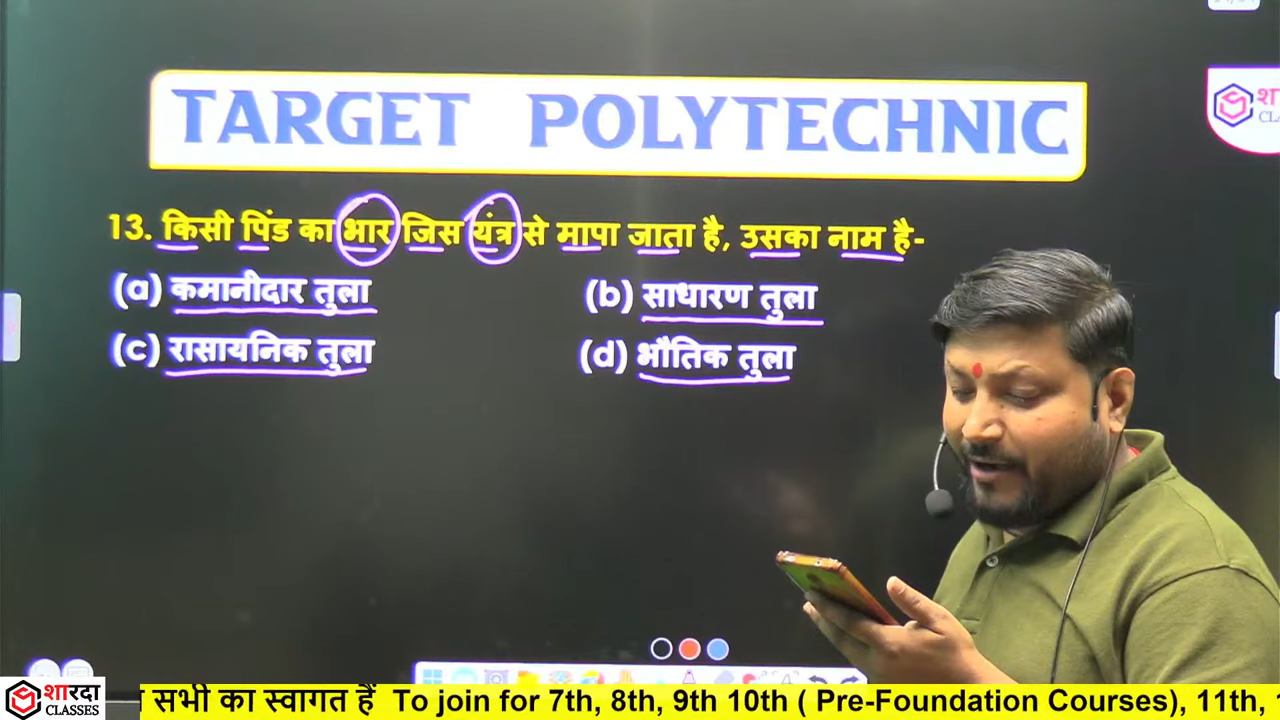 TARGET POLYTECHNIC
शा
CLA
13. किसी पिंड का भार जिस यंत्र से मापा जाता है, उसका नाम है-
(a) कमानीदार तुला
(b) साधारण तुला
(c) रासायनिक तुला
(d) भौतिक तुला
शारदा
CLASSES
सभी का स्वागत हैं To join for 7th, 8th, 9th 10th ( Pre-Foundation Courses), 11th,